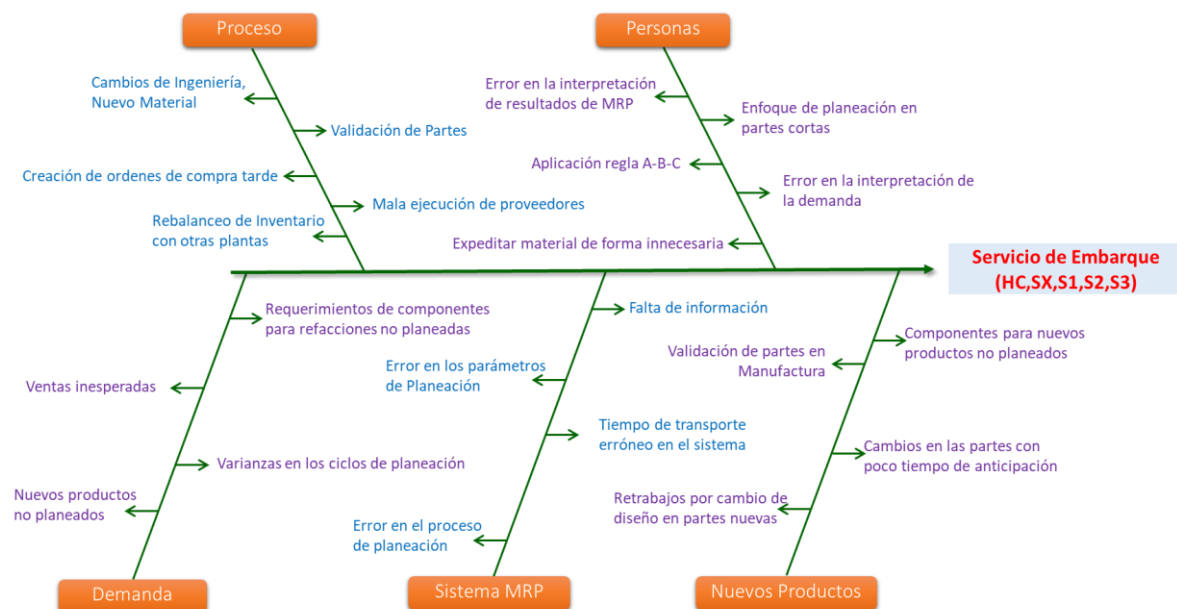 Proceso
Personas
Cambios de Ingeniería,
Nuevo Material
Validación de Partes
Creación de ordenes de compra tarde
Mala ejecución de proveedores
Rebalanceo de Inventario
con otras plantas
Error en la interpretación
de resultados de MRP
Enfoque de planeación en
partes cortas
Aplicación regla A-B-C
Error en la interpretación de
la demanda
Expeditar material de forma innecesaria
Servicio de Embarque
(HC,SX,S1,S2,S3)
Requerimientos de componentes
para refacciones no planeadas
Ventas inesperadas
Varianzas en los ciclos de planeación
Nuevos productos
no planeados
Falta de información
Error en los parámetros
de Planeación
Tiempo de transporte
erróneo en el sistema
Error en el proceso
de planeación
Componentes para nuevos
productos no planeados
Validación de partes en
Manufactura
Cambios en las partes con
poco tiempo de anticipación
Retrabajos por cambio de
diseño en partes nuevas
Demanda
Sistema MRP
Nuevos Productos